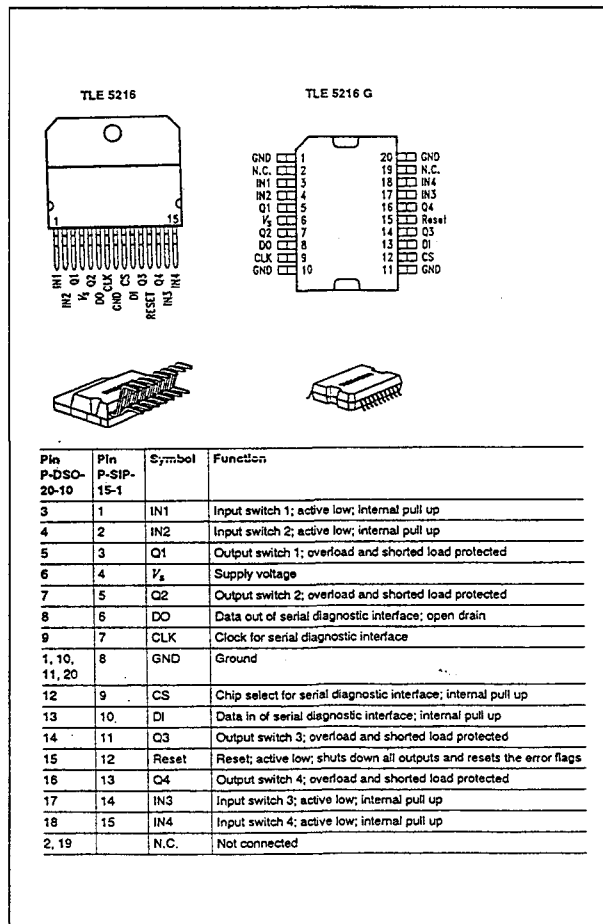 TLE 5216
TLE 5216 G
1 15
IN1 IN2 Q1 Vs Q2 DO CLK GND CS DI Q3 RESET Q4 IN3 IN4
GND 1 20 GND
N.C. 2 19 N.C.
IN1 3 18 IN4
IN2 4 17 IN3
Q1 5 16 Q4
Vs 6 15 Reset
Q2 7 14 Q3
DO 8 13 DI
CLK 9 12 CS
GND 10 11 GND
Pin P-DSO-20-10 Pin P-SIP-15-1 Symbol Function
3 1 IN1 Input switch 1; active low; internal pull up
4 2 IN2 Input switch 2; active low; internal pull up
5 3 Q1 Output switch 1; overload and shorted load protected
6 4 Vs Supply voltage
7 5 Q2 Output switch 2; overload and shorted load protected
8 6 DO Data out of serial diagnostic interface; open drain
9 7 CLK Clock for serial diagnostic interface
1, 10, 11, 20 8 GND Ground
12 9 CS Chip select for serial diagnostic interface; internal pull up
13 10 DI Data in of serial diagnostic interface; internal pull up
14 11 Q3 Output switch 3; overload and shorted load protected
15 12 Reset Reset; active low; shuts down all outputs and resets the error flags
16 13 Q4 Output switch 4; overload and shorted load protected
17 14 IN3 Input switch 3; active low; internal pull up
18 15 IN4 Input switch 4; active low; internal pull up
2, 19 N.C. Not connected